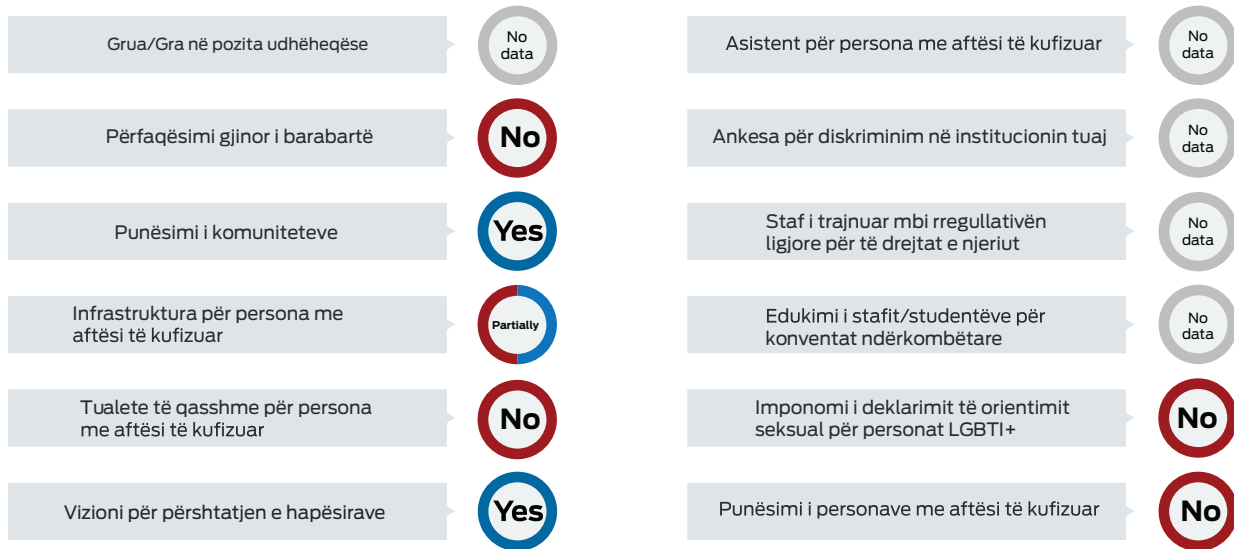 Grua/Gra në pozita udhëheqëse
No
data
Përfaqësimi gjinor i barabartë
No
Punësimi i komuniteteve
Yes
Infrastruktura për persona me
aftësi të kufizuar
Partially
Tualete të qasshme për persona
me aftësi të kufizuar
No
Vizioni për përshtatjen e hapësirave
Yes
Asistent për persona me aftësi të kufizuar
No
data
Ankesa për diskriminim në institucionin tuaj
No
data
Staf i trajnuar mbi rregullativën
ligjore për të drejtat e njeriut
No
data
Edukimi i stafit/studentëve për
konventat ndërkombëtare
No
data
Imponomi i deklarimit të orientimit
seksual për personat LGBTI+
No
Punësimi i personave me aftësi të kufizuar
No